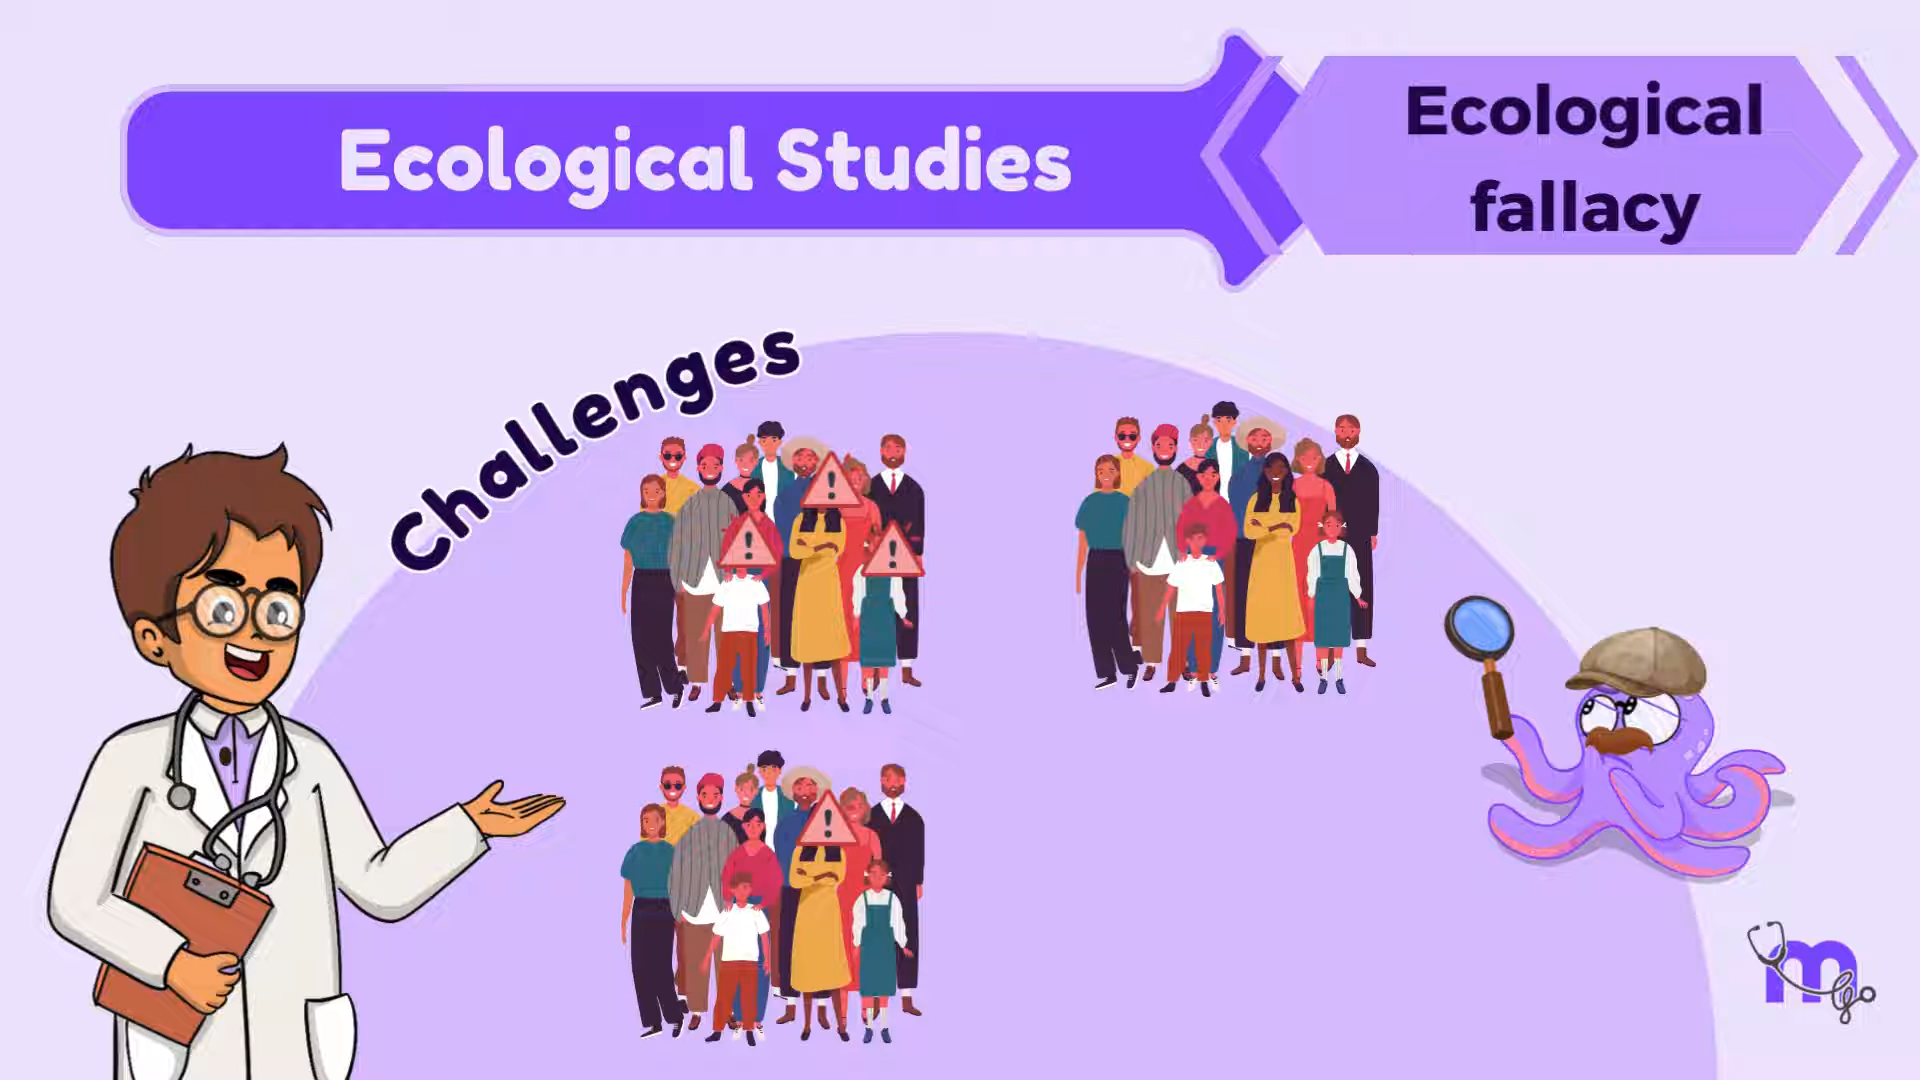 Ecological Studies
Ecological
fallacy
Challenges
m